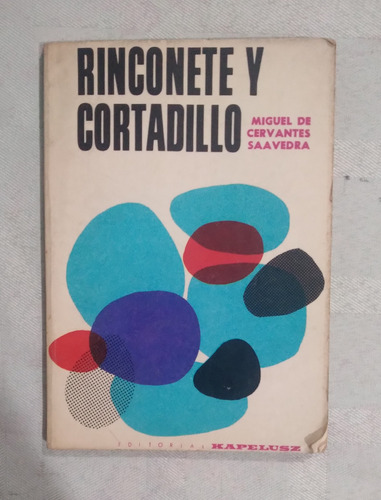 RINCONETE Y
CORTADILLO
MIGUEL DE
CERVANTES
SAAVEDRA
EDITORIAL KAPELUSZ